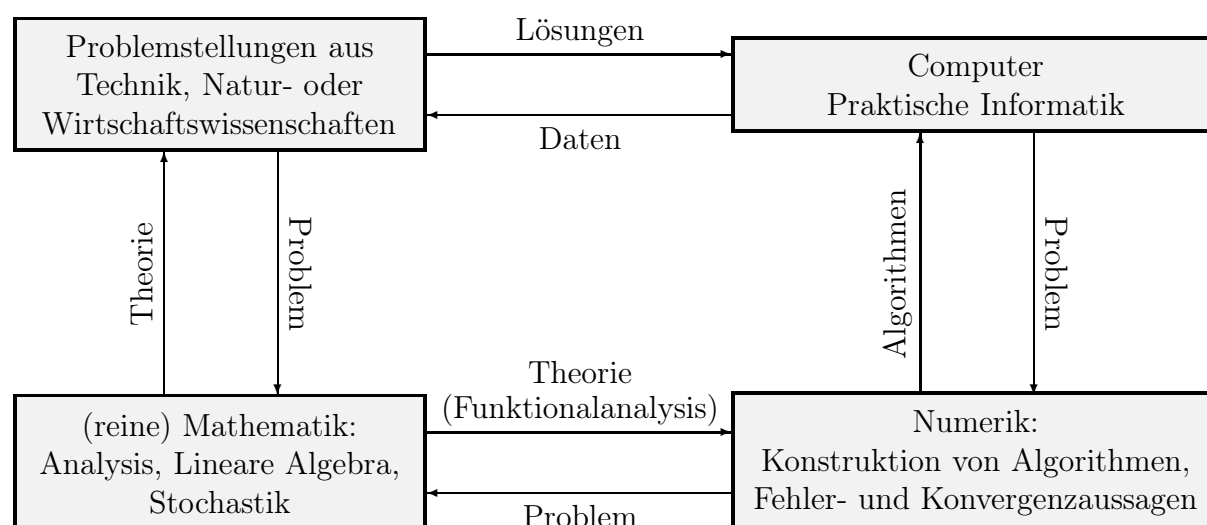 Problemstellungen aus
Technik, Natur- oder
Wirtschaftswissenschaften
Lösungen
Daten
Computer
Praktische Informatik
Theorie
Problem
Algorithmen
Problem
(reine) Mathematik:
Analysis, Lineare Algebra,
Stochastik
Theorie
(Funktionalanalysis)
Problem
Numerik:
Konstruktion von Algorithmen,
Fehler- und Konvergenzaussagen